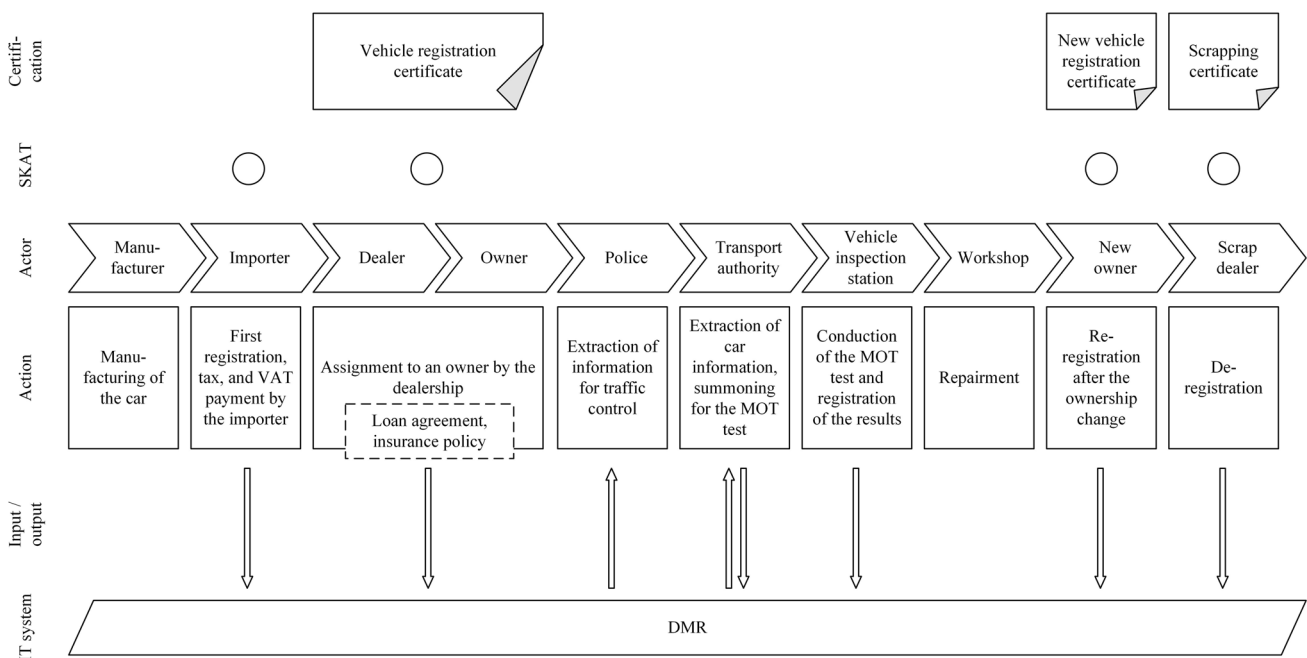 Certifi-
cation
Vehicle registration
certificate
New vehicle
registration
certificate
Scrapping
certificate
SKAT
Actor
Manu-
facturer
Importer
Dealer
Owner
Police
Transport
authority
Vehicle
inspection
station
Workshop
New
owner
Scrap
dealer
Action
Manu-
facturing of
the car
First
registration,
tax, and VAT
payment by
the importer
Assignment to an owner by the
dealership
Loan agreement,
insurance policy
Extraction of
information
for traffic
control
Extraction of
car
information,
summoning
for the MOT
test
Conduction
of the MOT
test and
registration
of the results
Repairment
Re-
registration
after the
ownership
change
De-
registration
Input /
output
IT system
DMR